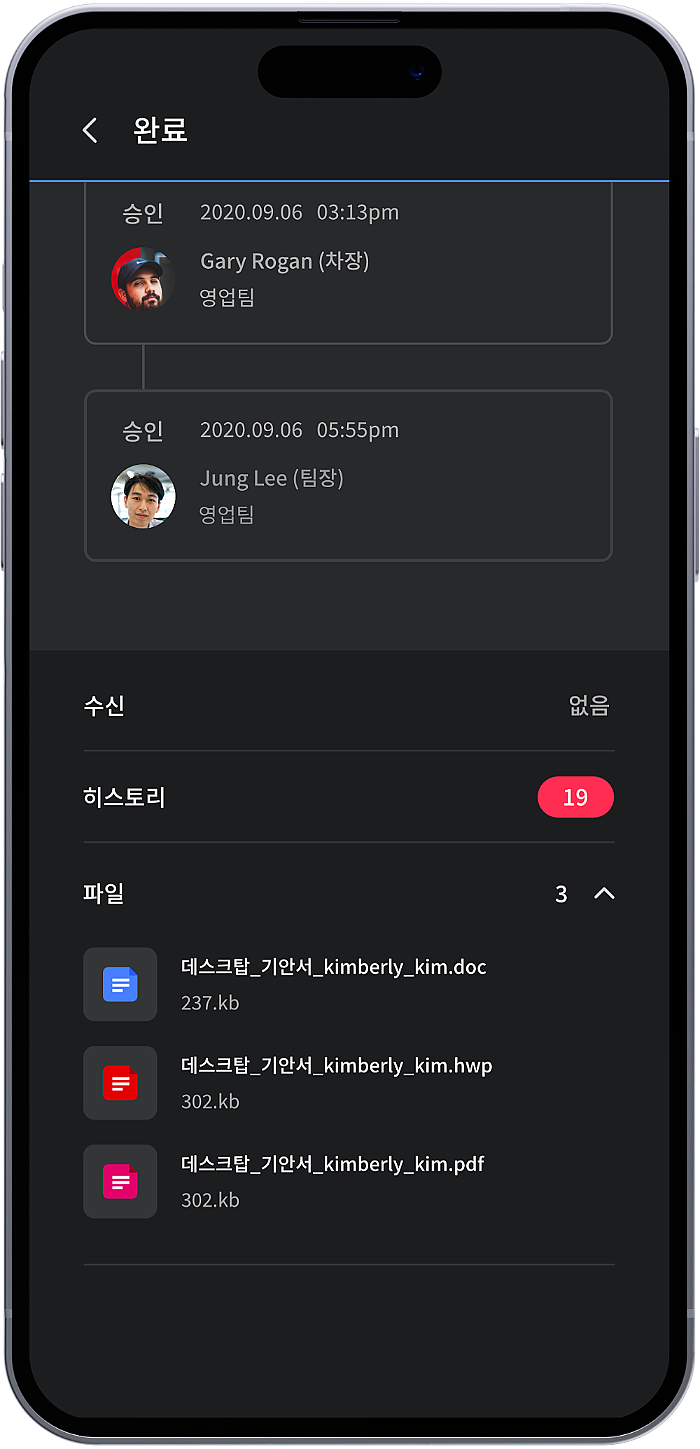 완료
승인 2020.09.06 03:13pm
Gary Rogan (차장)
영업팀
승인 2020.09.06 05:55pm
Jung Lee (팀장)
영업팀
수신 없음
히스토리 19
파일 3
데스크탑_기안서_kimberly_kim.doc
237.kb
데스크탑_기안서_kimberly_kim.hwp
302.kb
데스크탑_기안서_kimberly_kim.pdf
302.kb